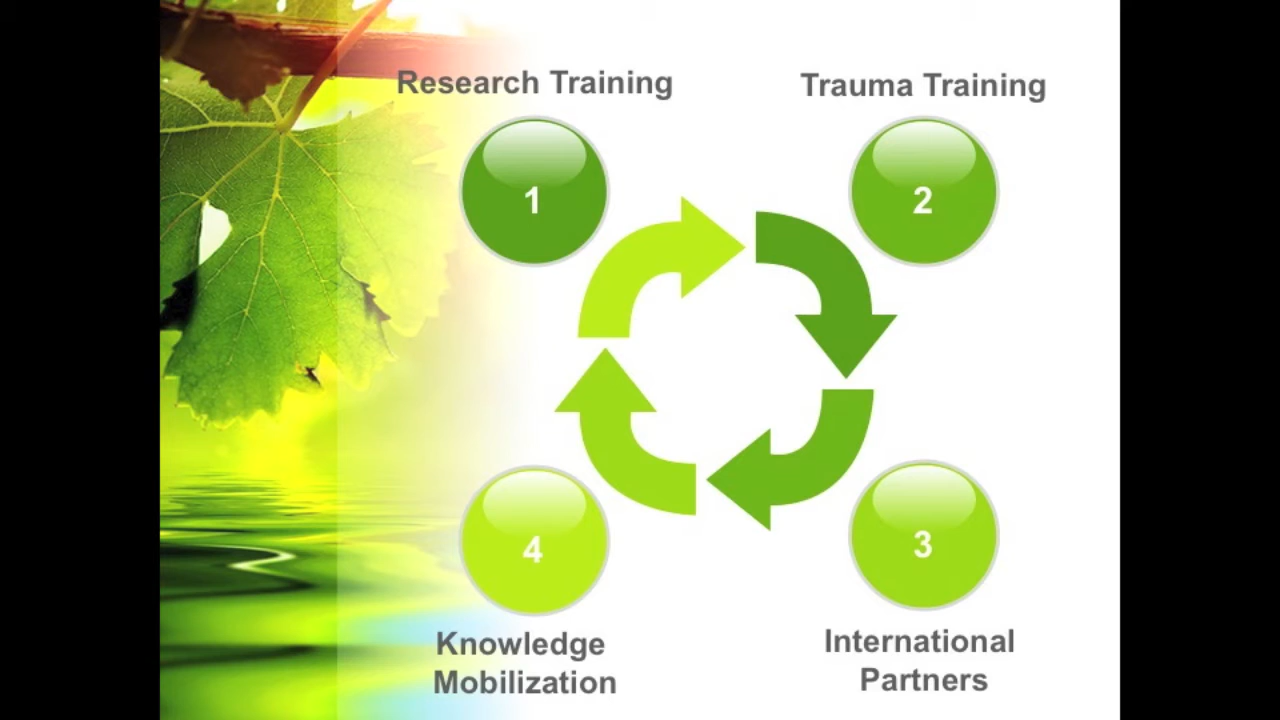 Research Training
Trauma Training
1
2
4
3
Knowledge
Mobilization
International
Partners